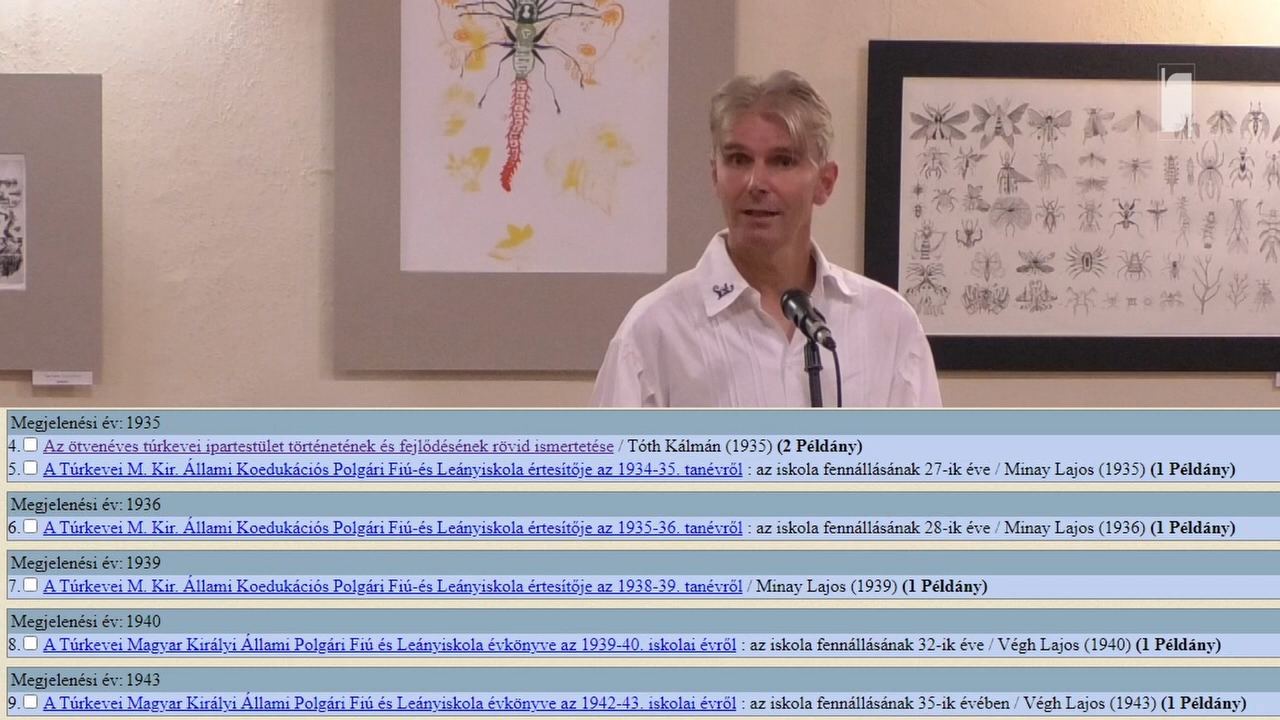 Megjelenési év: 1935
4. Az ötvenéves túrkevei ipartestület történetének és fejlődésének rövid ismertetése / Tóth Kálmán (1935) (2 Példány)
5. A Túrkevei M. Kir. Állami Koedukációs Polgári Fiú-és Leányiskola értesítője az 1934-35. tanévről : az iskola fennállásának 27-ik éve / Minay Lajos (1935) (1 Példány)
Megjelenési év: 1936
6. A Túrkevei M. Kir. Állami Koedukációs Polgári Fiú-és Leányiskola értesítője az 1935-36. tanévről : az iskola fennállásának 28-ik éve / Minay Lajos (1936) (1 Példány)
Megjelenési év: 1939
7. A Túrkevei M. Kir. Állami Koedukációs Polgári Fiú-és Leányiskola értesítője az 1938-39. tanévről / Minay Lajos (1939) (1 Példány)
Megjelenési év: 1940
8. A Túrkevei Magyar Királyi Állami Polgári Fiú és Leányiskola évkönyve az 1939-40. iskolai évről : az iskola fennállásának 32-ik éve / Végh Lajos (1940) (1 Példány)
Megjelenési év: 1943
9. A Túrkevei Magyar Királyi Állami Polgári Fiú és Leányiskola évkönyve az 1942-43. iskolai évről : az iskola fennállásának 35-ik évében / Végh Lajos (1943) (1 Példány)